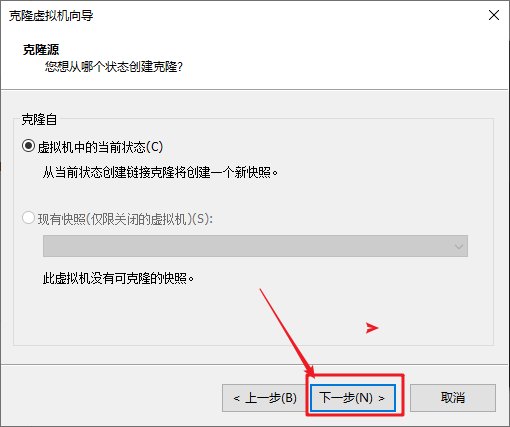 克隆虚拟机向导
克隆源
您想从哪个状态创建克隆?
克隆自
虚拟机中的当前状态(C)
从当前状态创建链接克隆将创建一个新快照。
现有快照(仅限关闭的虚拟机)(S):
此虚拟机没有可克隆的快照。
< 上一步(B) 下一步(N) > 取消